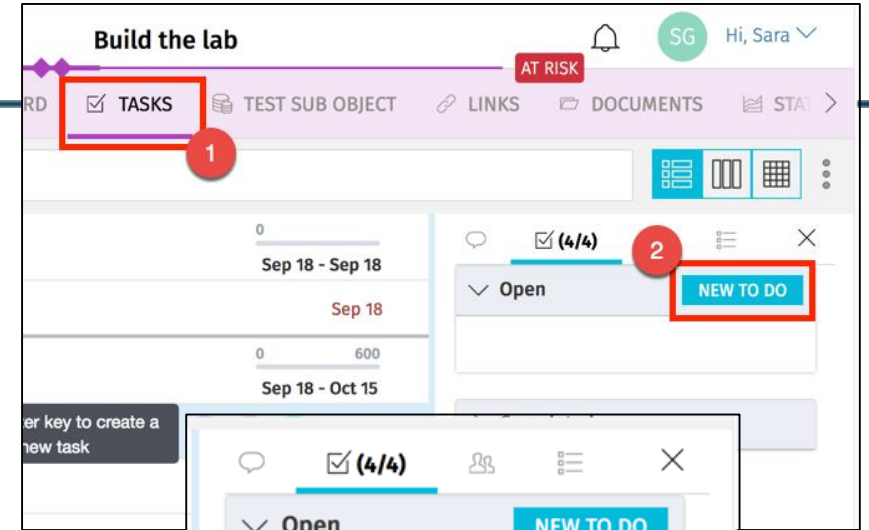 Build the lab
SG
Hi, Sara
AT RISK
RD
TASKS
TEST SUB OBJECT
LINKS
DOCUMENTS
STAT
1
0
Sep 18 - Sep 18
(4/4)
2
Open
NEW TO DO
Sep 18
0 600
Sep 18 - Oct 15
er key to create a
new task
(4/4)
Open
NEW TO DO